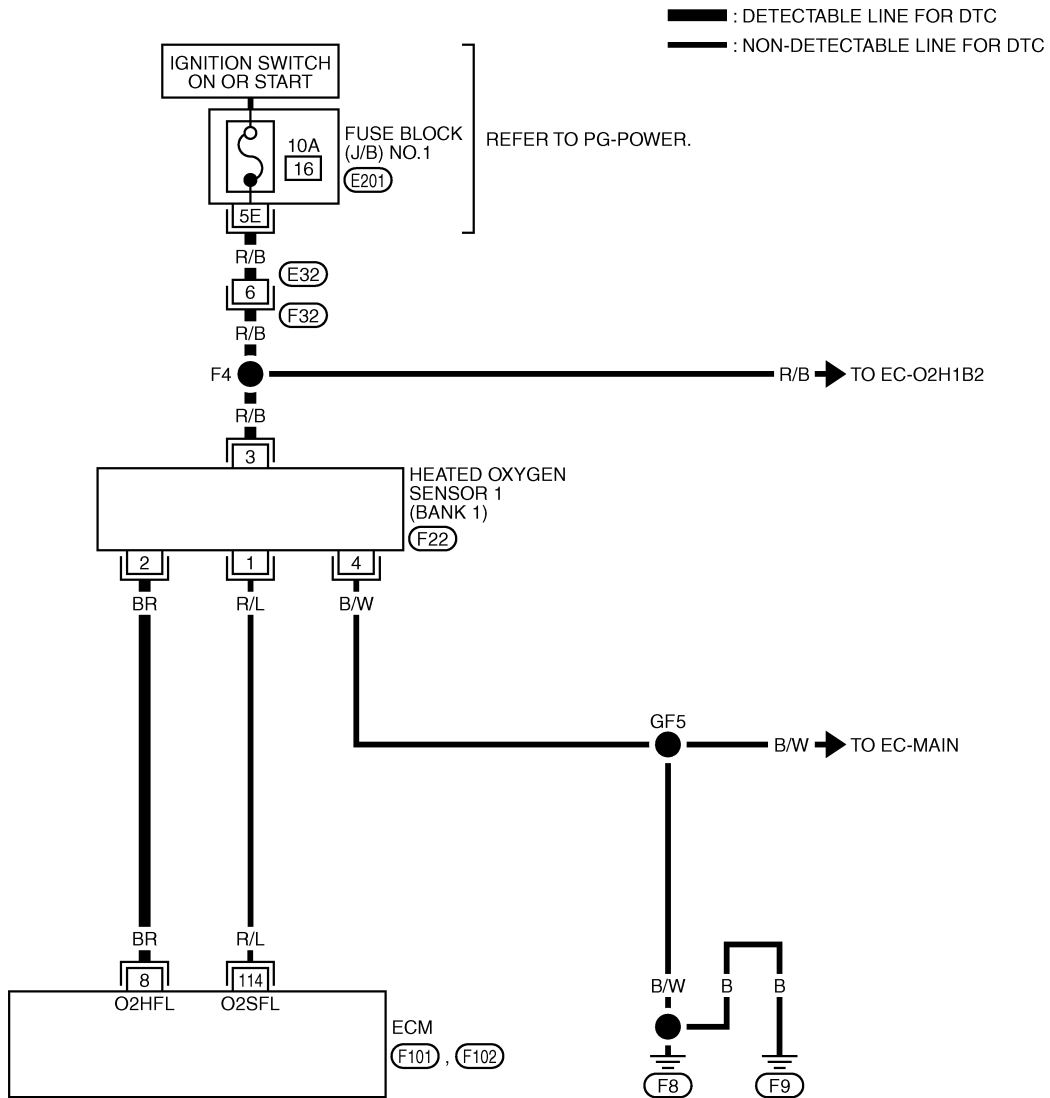 : DETECTABLE LINE FOR DTC
: NON-DETECTABLE LINE FOR DTC
IGNITION SWITCH
ON OR START
10A
16
FUSE BLOCK
(J/B) NO.1
E201
REFER TO PG-POWER.
5E
R/B
E32
6
F32
R/B
F4
R/B
TO EC-O2H1B2
R/B
3
HEATED OXYGEN
SENSOR 1
(BANK 1)
F22
2
1
4
BR
R/L
B/W
GF5
B/W
TO EC-MAIN
BR
R/L
8
114
O2HFL
O2SFL
ECM
F101 , F102
B/W
B
B
F8
F9